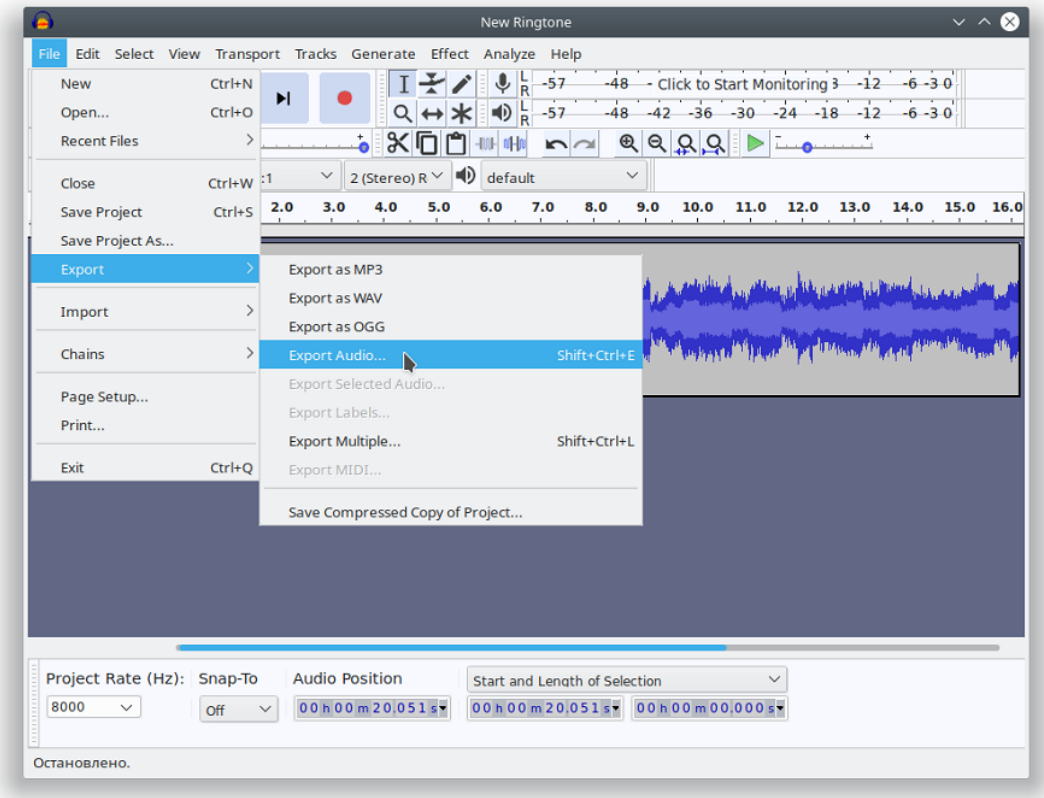 New Ringtone
File Edit Select View Transport Tracks Generate Effect Analyze Help
New Ctrl+N
Open... Ctrl+O
Recent Files
Close Ctrl+W
Save Project Ctrl+S
Save Project As...
Export
Import
Chains
Page Setup...
Print...
Exit Ctrl+Q
Export as MP3
Export as WAV
Export as OGG
Export Audio... Shift+Ctrl+E
Export Selected Audio...
Export Labels...
Export Multiple... Shift+Ctrl+L
Export MIDI...
Save Compressed Copy of Project...
L
R
-57 -48 - Click to Start Monitoring -12 -6 -3 0
L
R
-57 -48 -42 -36 -30 -24 -18 -12 -6 -3 0
- +
:1 2 (Stereo) R default
2.0 3.0 4.0 5.0 6.0 7.0 8.0 9.0 10.0 11.0 12.0 13.0 14.0 15.0 16.0
Project Rate (Hz): Snap-To Audio Position Start and Length of Selection
8000 Off 00 h 00 m 20.051 s 00 h 00 m 20.051 s 00 h 00 m 00.000 s
Остановлено.